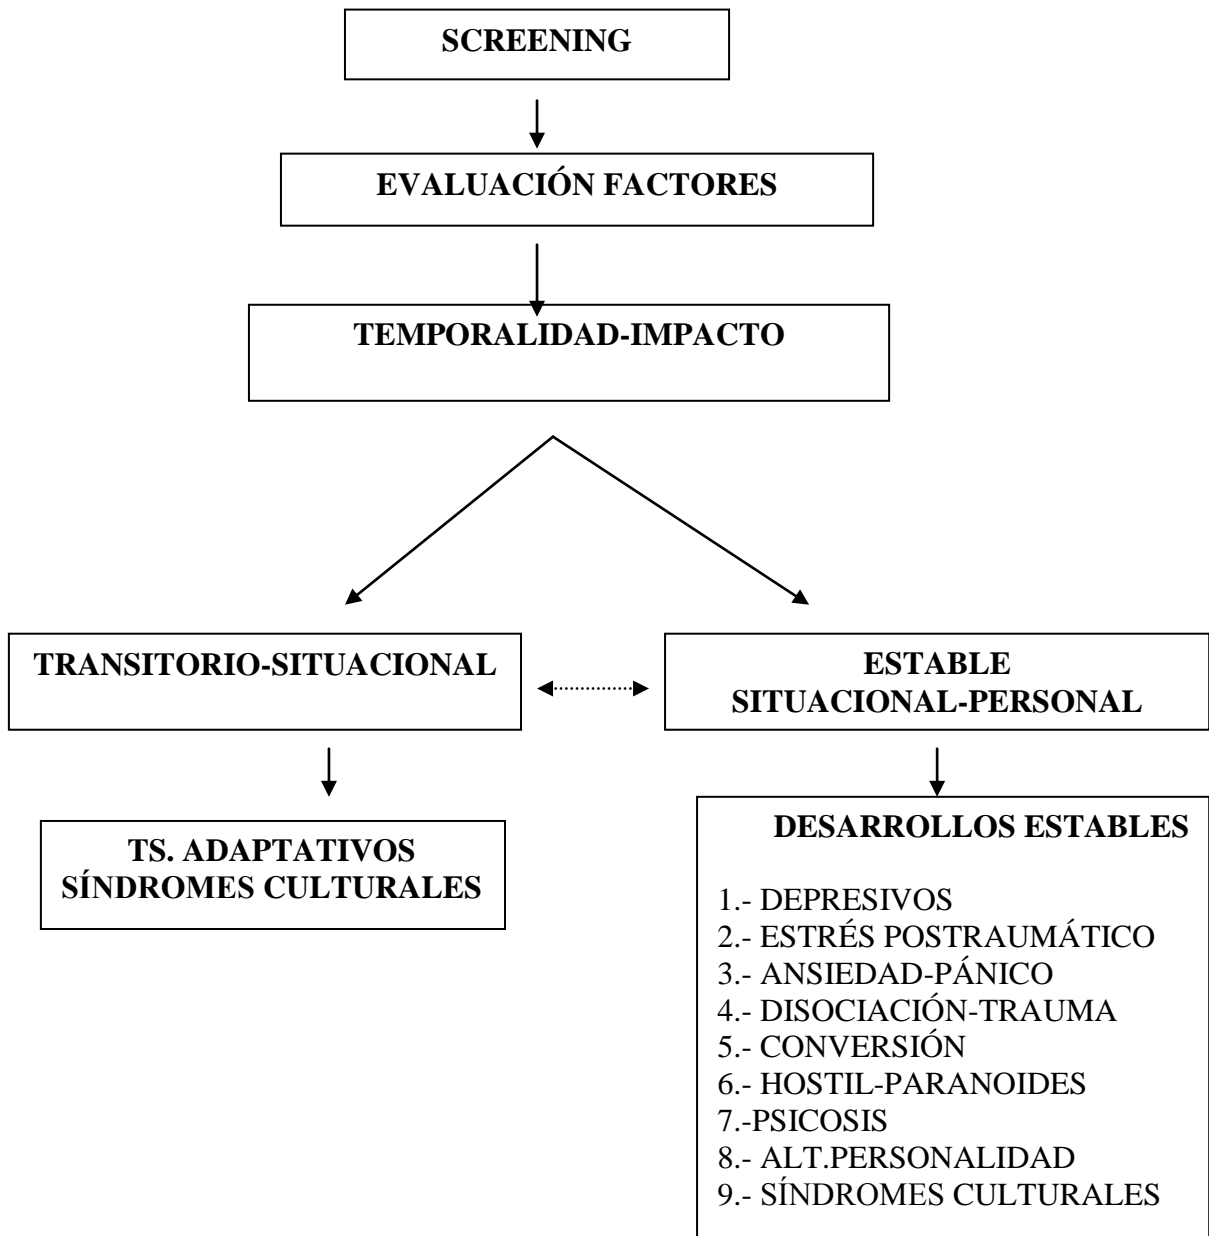 SCREENING
EVALUACIÓN FACTORES
TEMPORALIDAD-IMPACTO
TRANSITORIO-SITUACIONAL
ESTABLE
SITUACIONAL-PERSONAL
TS. ADAPTATIVOS
SÍNDROMES CULTURALES
DESARROLLOS ESTABLES
1.- DEPRESIVOS
2.- ESTRÉS POSTRAUMÁTICO
3.- ANSIEDAD-PÁNICO
4.- DISOCIACIÓN-TRAUMA
5.- CONVERSIÓN
6.- HOSTIL-PARANOIDES
7.-PSICOSIS
8.- ALT.PERSONALIDAD
9.- SÍNDROMES CULTURALES